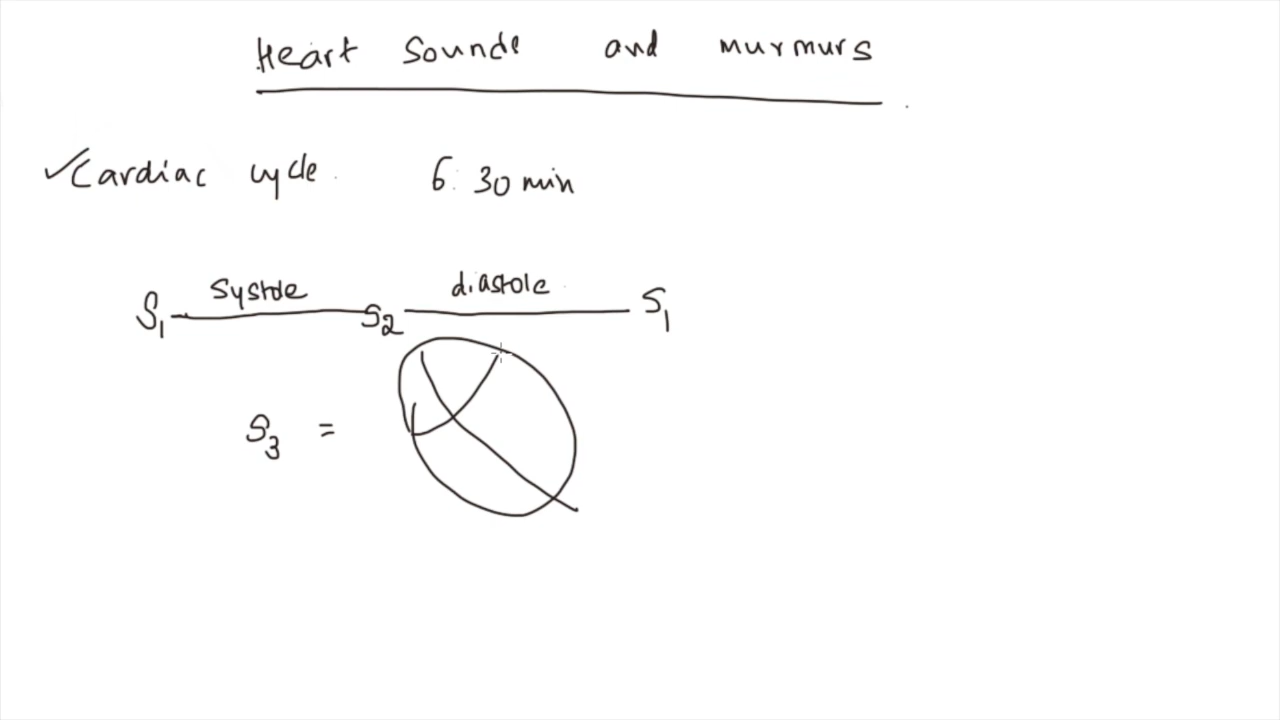 Heart Sounds and murmurs
✓Cardiac cycle. 6:30 min
S1 systole S2 diastole S1
S3 =